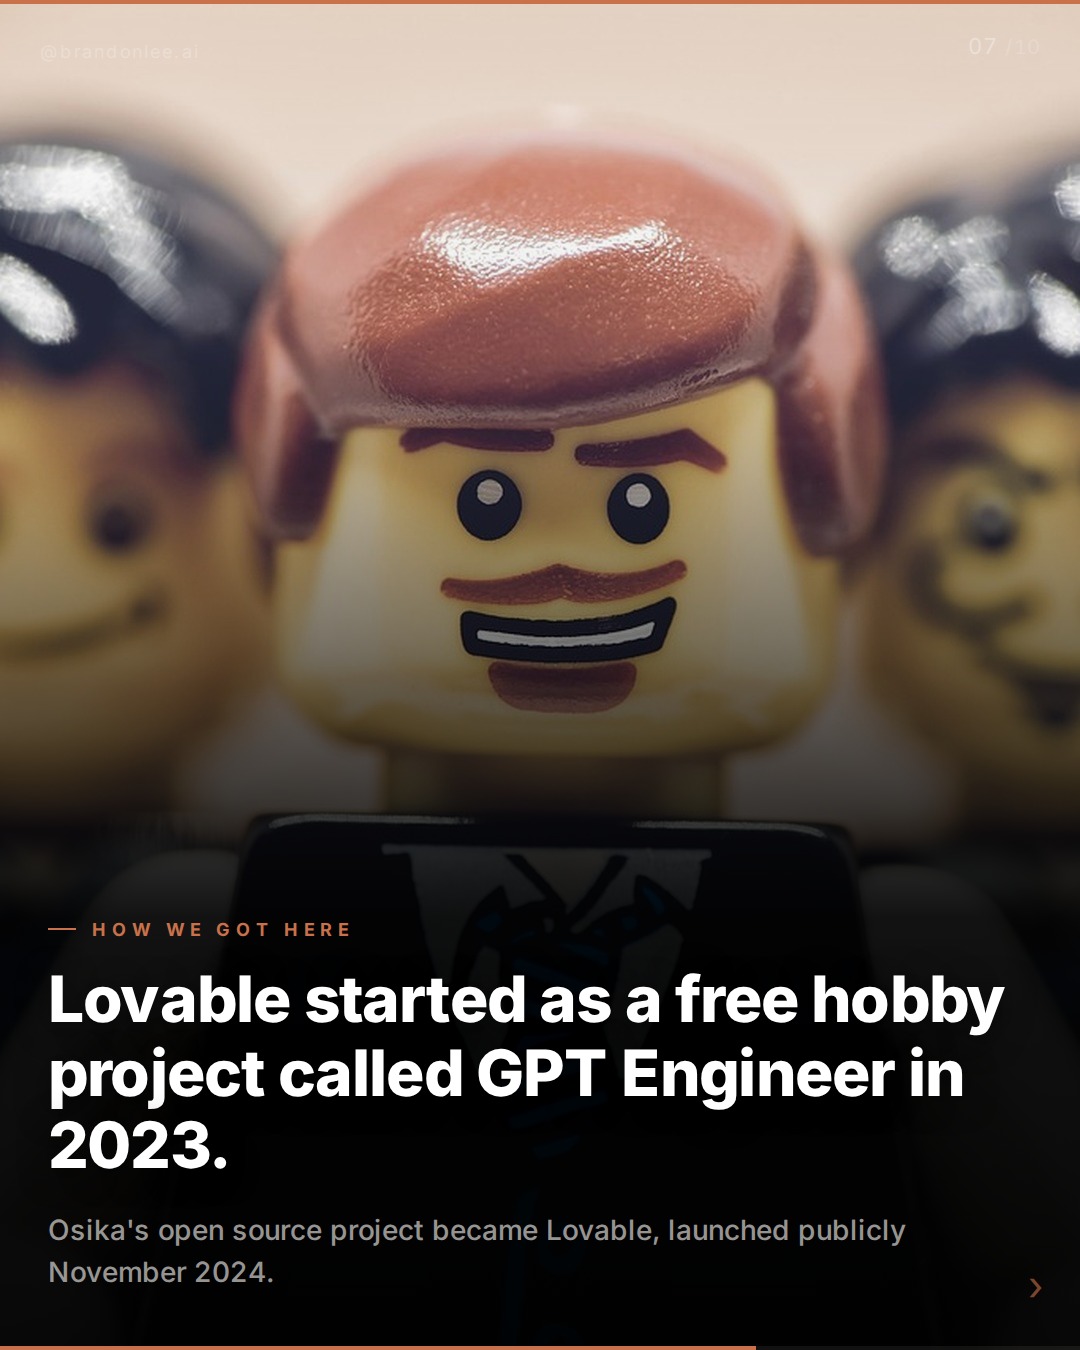 @brandonlee.ai
07 /10
HOW WE GOT HERE
Lovable started as a free hobby
project called GPT Engineer in
2023.
Osika's open source project became Lovable, launched publicly
November 2024.